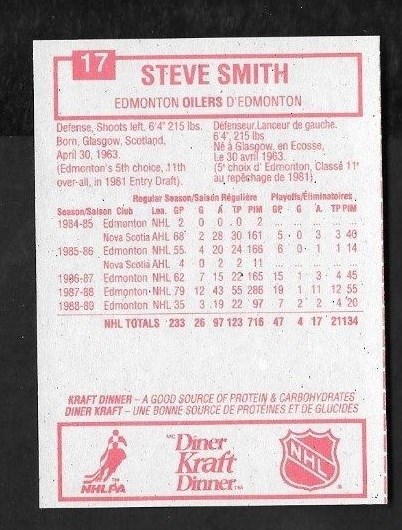 17
STEVE SMITH
EDMONTON OILERS D'EDMONTON
Defense, Shoots left. 6'4" 215 lbs.
Born, Glasgow, Scotland,
April 30, 1963.
(Edmonton's 5th choice, 11th
over-all, in 1981 Entry Draft).
Défenseur. Lanceur de gauche.
6'4", 215 lbs
Né à Glasgow, en Ecosse,
Le 30 avril 1963.
(5e choix d' Edmonton, Classé 11e
au repêchage de 1981).
Regular Season/Saison Régulière Playoffs/Éliminatoires
Season/Saison Club Lea. GP G A TP PIM GP G A. TP PIM
1984-85 Edmonton NHL 2 0 0 0 2
Nova Scotia AHL 68 2 28 30 161 5 0 3 3 40
1985-86 Edmonton NHL 55 4 20 24 166 6 0 1 1 14
Nova Scotia AHL 4 0 2 2 11
1986-87 Edmonton NHL 62 7 15 22 165 15 1 3 4 45
1987-88 Edmonton NHL 79 12 43 55 286 19 1 11 12 55
1988-89 Edmonton NHL 35 3 19 22 97 7 2 2 4 20
NHL TOTALS 233 26 97 123 716 47 4 17 21 134
KRAFT DINNER – A GOOD SOURCE OF PROTEIN & CARBOHYDRATES
DINER KRAFT – UNE BONNE SOURCE DE PROTÉINES ET DE GLUCIDES
NHLPA
MC Diner
Kraft
Dinner TM
NHL